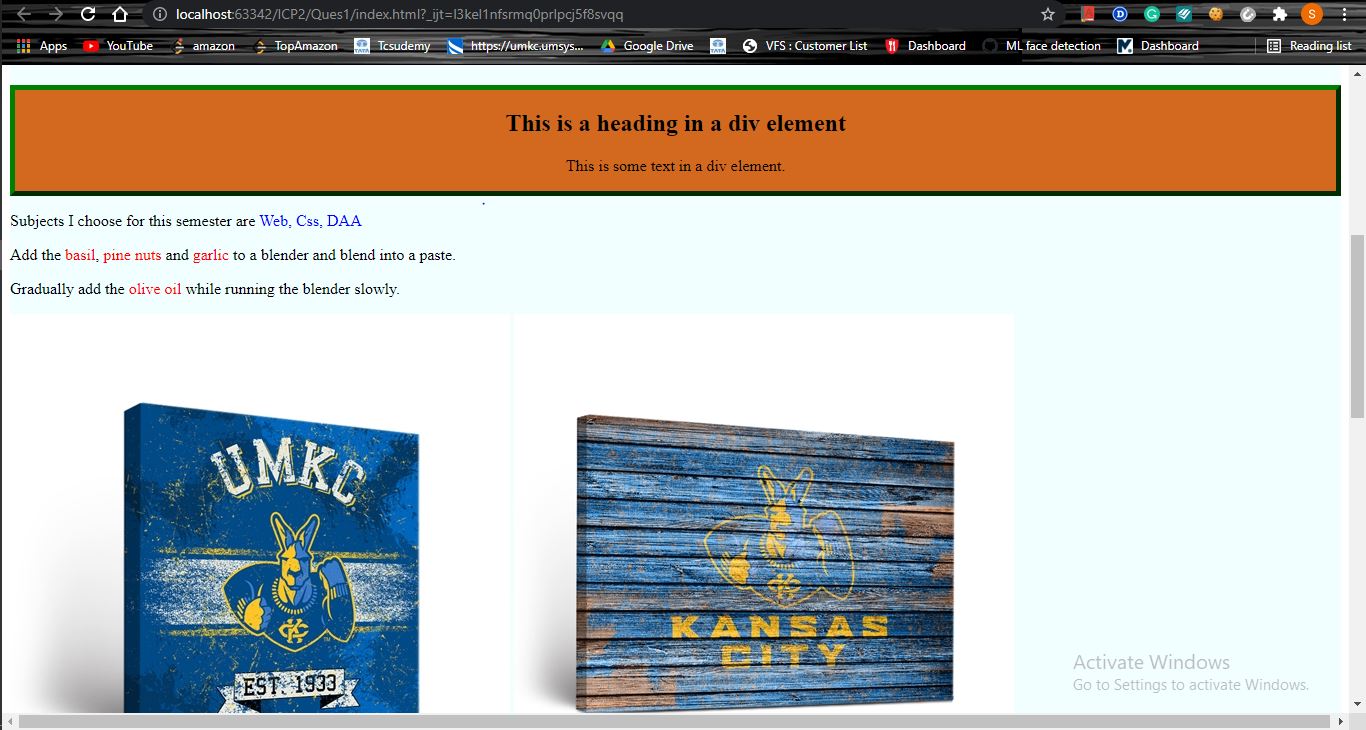 localhost:63342/ICP2/Ques1/index.html?_ijt=l3kel1nfsrmq0prlpcj5f8svqq
S
Apps YouTube amazon TopAmazon Tcsudemy https://umkc.umsys... Google Drive VFS : Customer List Dashboard ML face detection Dashboard Reading list
This is a heading in a div element
This is some text in a div element.
Subjects I choose for this semester are Web, Css, DAA
Add the basil, pine nuts and garlic to a blender and blend into a paste.
Gradually add the olive oil while running the blender slowly.
UMKC
KC
EST. 1933
KC
KANSAS
CITY
Activate Windows
Go to Settings to activate Windows.